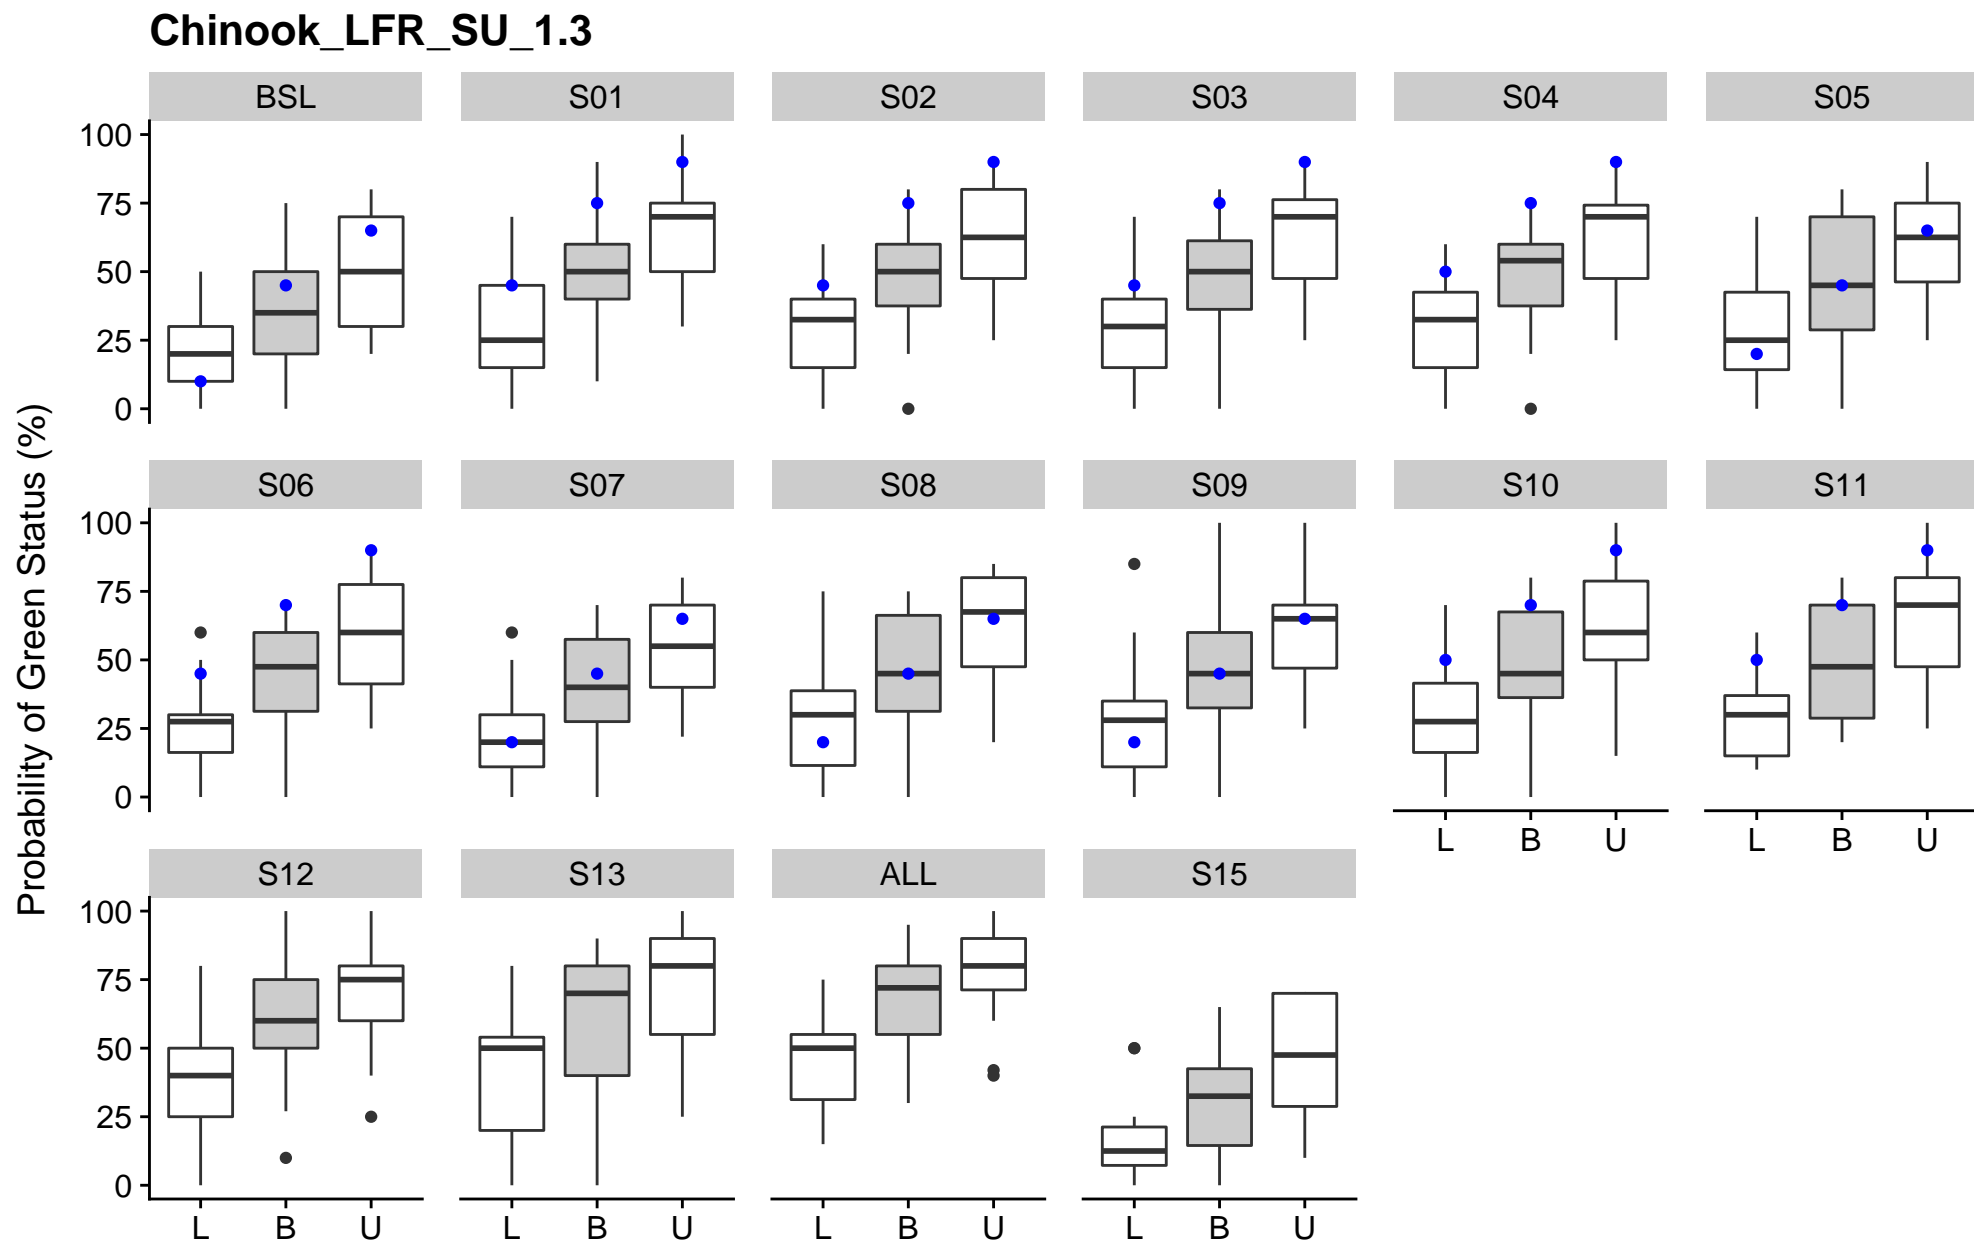 Chinook_LFR_SU_1.3
BSL S01 S02 S03 S04 S05
100
75
50
25
0
S06 S07 S08 S09 S10 S11
100
75
50
25
0
L B U L B U
S12 S13 ALL S15
100
75
50
25
0
L B U L B U L B U L B U
Probability of Green Status (%)